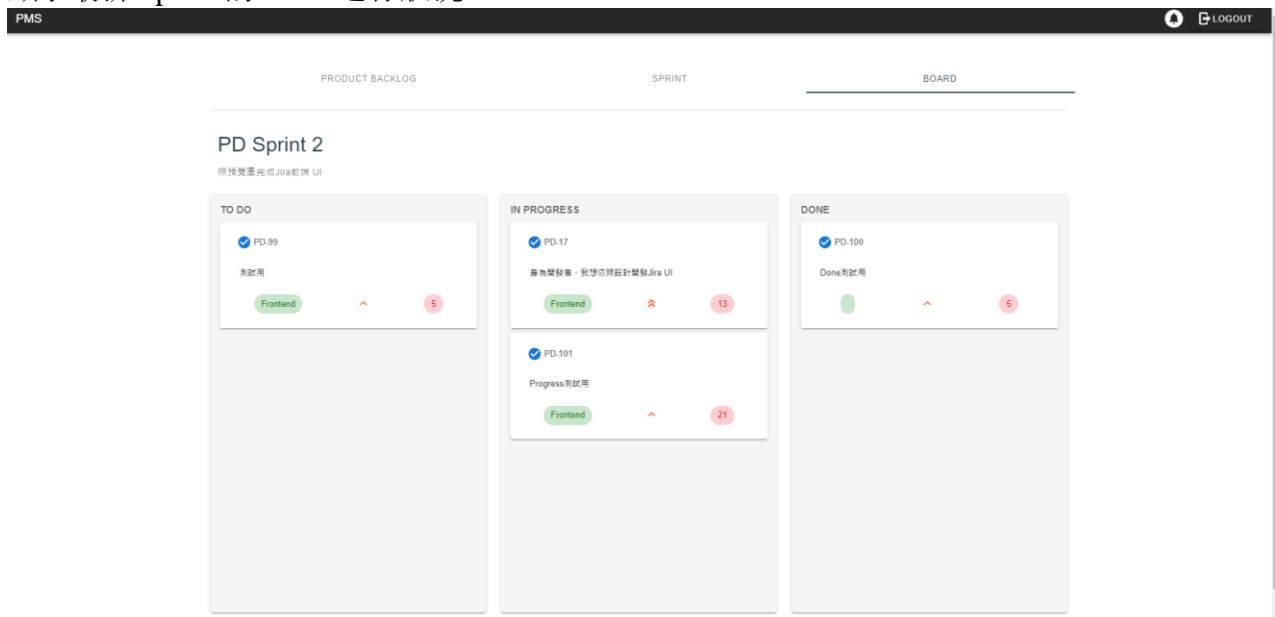 PMS
LOGOUT
PRODUCT BACKLOG
SPRINT
BOARD
PD Sprint 2
照預覽圖完成Jira前端 UI
TO DO
PD-99
測試用
Frontend
5
IN PROGRESS
PD-17
身為開發者，我想依照設計開發Jira UI
Frontend
13
PD-101
Progress測試用
Frontend
21
DONE
PD-100
Done測試用
5